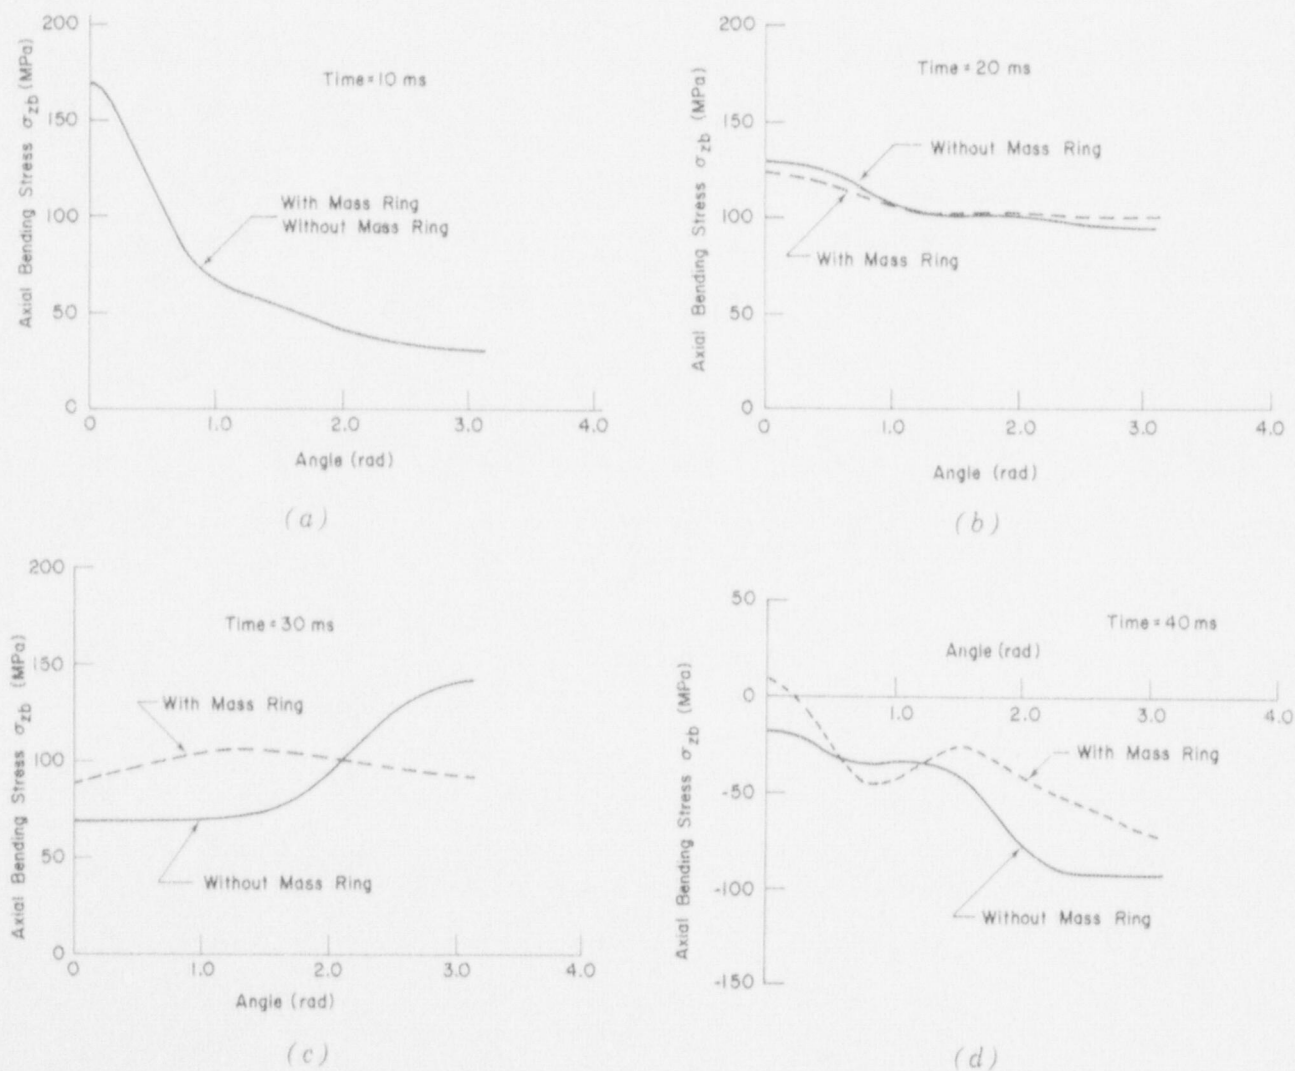 200
150
100
50
0
Axial Bending Stress σzb (MPa)
Time = 10 ms
With Mass Ring
Without Mass Ring
0 1.0 2.0 3.0 4.0
Angle (rad)
(a)
200
150
100
50
0
Axial Bending Stress σzb (MPa)
Time = 20 ms
Without Mass Ring
With Mass Ring
0 1.0 2.0 3.0 4.0
Angle (rad)
(b)
200
150
100
50
0
Axial Bending Stress σzb (MPa)
Time = 30 ms
With Mass Ring
Without Mass Ring
0 1.0 2.0 3.0 4.0
Angle (rad)
(c)
50
0
-50
-100
-150
Axial Bending Stress σzb (MPa)
Time = 40 ms
Angle (rad)
1.0 2.0 3.0 4.0
With Mass Ring
Without Mass Ring
(d)